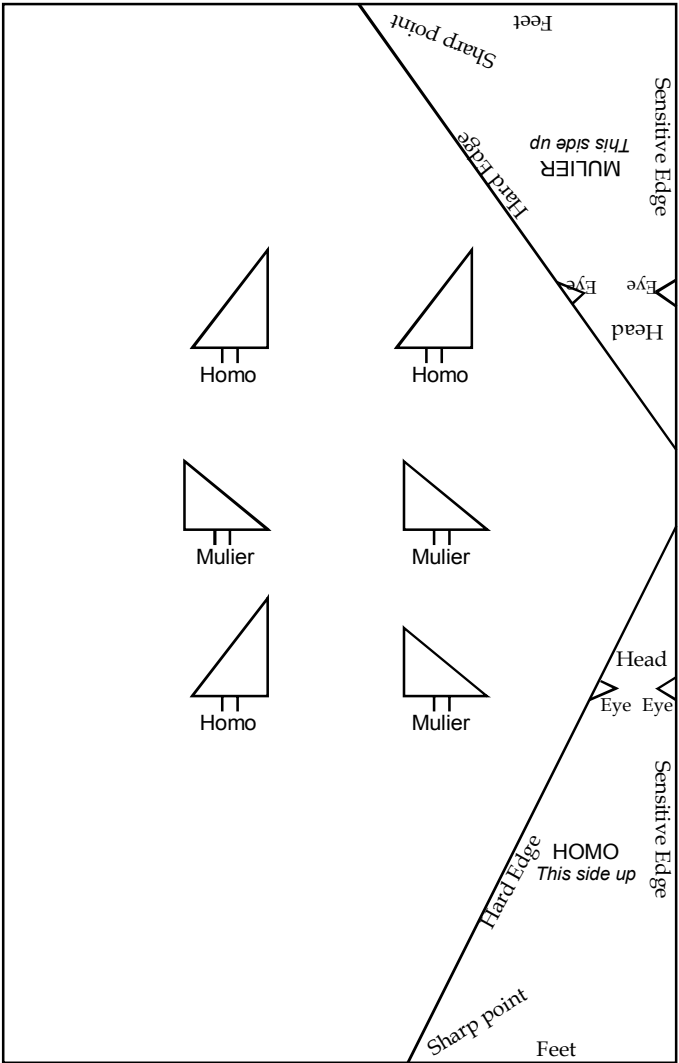 Feet
Sharp point
Sensitive Edge
MULIER
This side up
Hard Edge
Eye Eye
Head
Homo Homo
Mulier Mulier
Homo Mulier
Head
Eye Eye
Sensitive Edge
HOMO
This side up
Hard Edge
Sharp point
Feet